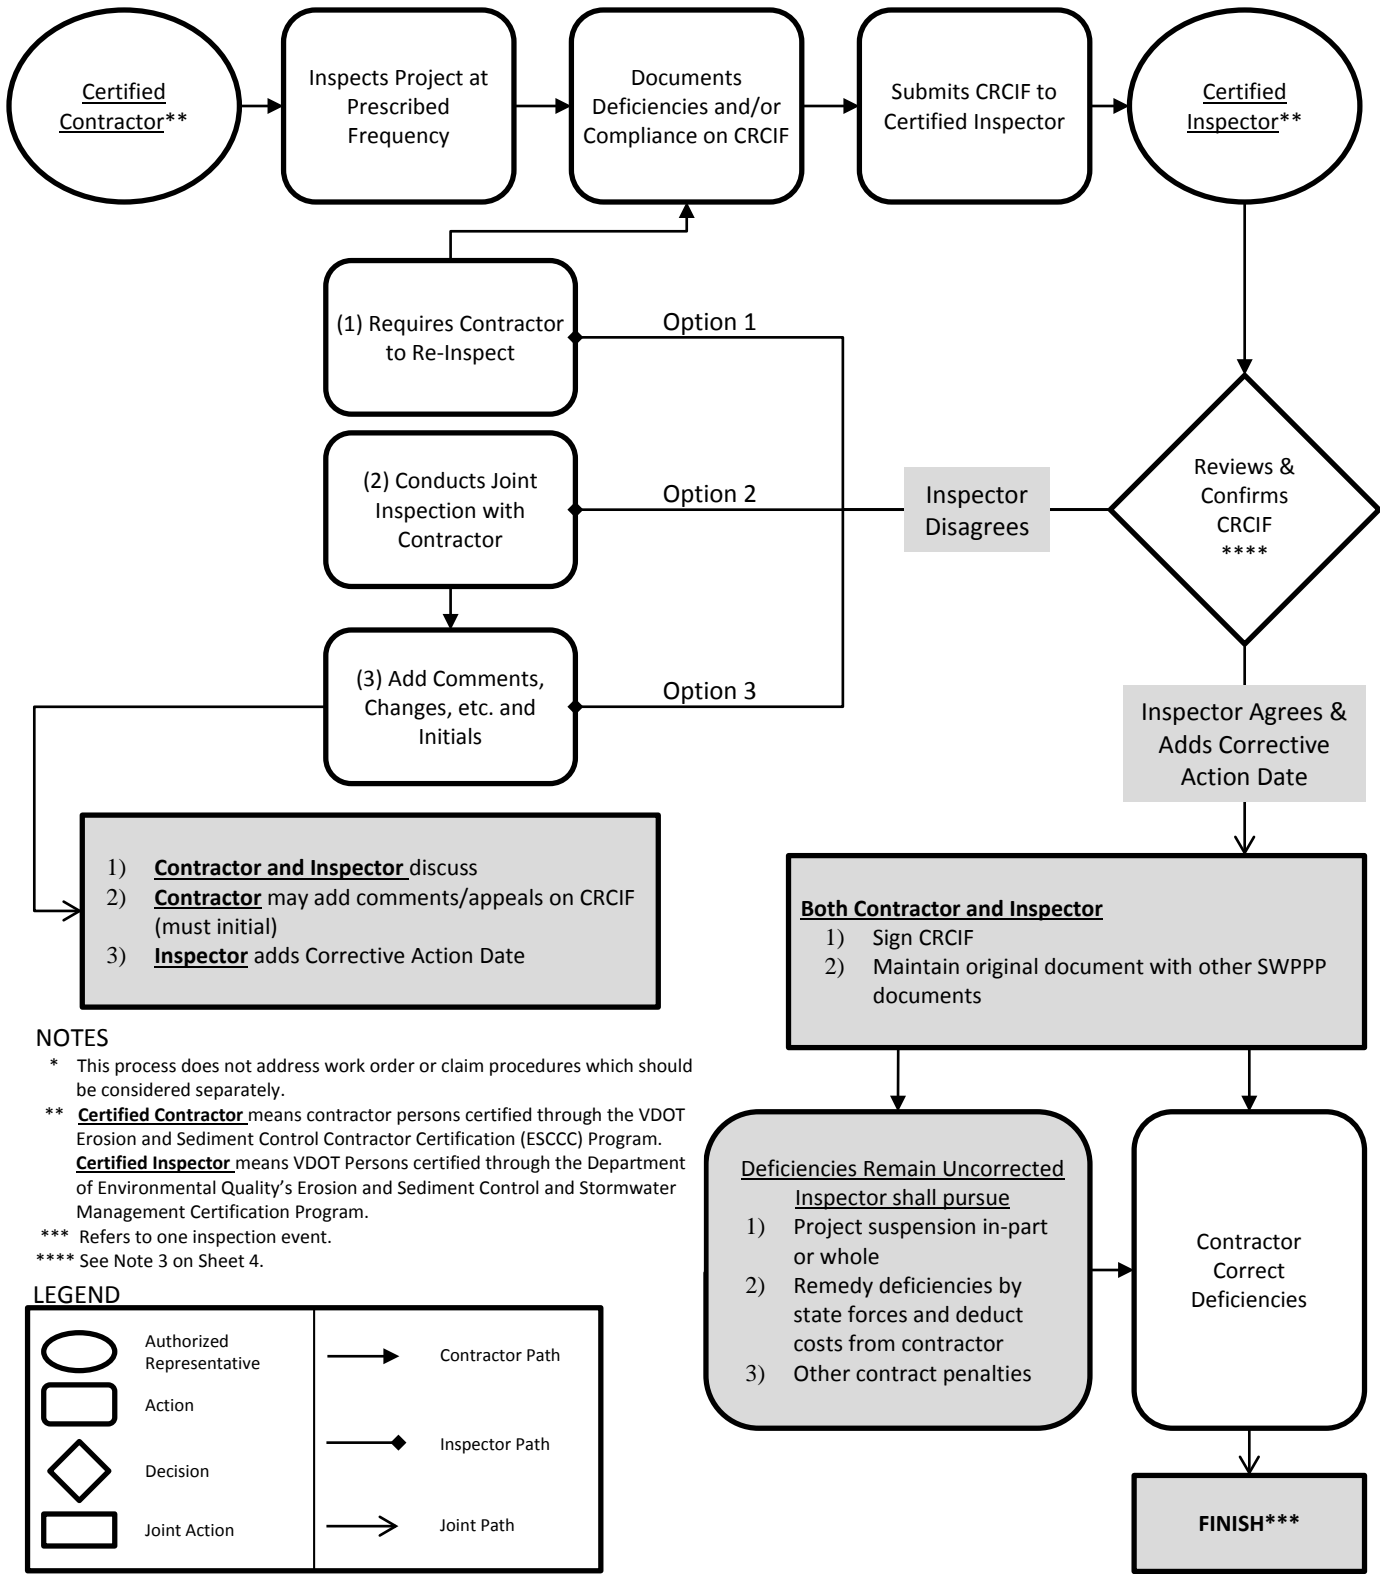 Certified
Contractor**
Inspects Project at
Prescribed
Frequency
Documents
Deficiencies and/or
Compliance on CRCIF
Submits CRCIF to
Certified Inspector
Certified
Inspector**
(1) Requires Contractor
to Re-Inspect
Option 1
(2) Conducts Joint
Inspection with
Contractor
Option 2
Inspector
Disagrees
Reviews &
Confirms
CRCIF
****
(3) Add Comments,
Changes, etc. and
Initials
Option 3
Inspector Agrees &
Adds Corrective
Action Date
1) Contractor and Inspector discuss
2) Contractor may add comments/appeals on CRCIF
(must initial)
3) Inspector adds Corrective Action Date
Both Contractor and Inspector
1) Sign CRCIF
2) Maintain original document with other SWPPP
documents
NOTES
* This process does not address work order or claim procedures which should
be considered separately.
** Certified Contractor means contractor persons certified through the VDOT
Erosion and Sediment Control Contractor Certification (ESCCC) Program.
Certified Inspector means VDOT Persons certified through the Department
of Environmental Quality’s Erosion and Sediment Control and Stormwater
Management Certification Program.
*** Refers to one inspection event.
**** See Note 3 on Sheet 4.
Deficiencies Remain Uncorrected
Inspector shall pursue
1) Project suspension in-part
or whole
2) Remedy deficiencies by
state forces and deduct
costs from contractor
3) Other contract penalties
Contractor
Correct
Deficiencies
FINISH***
LEGEND
Authorized
Representative
Action
Decision
Joint Action
Contractor Path
Inspector Path
Joint Path